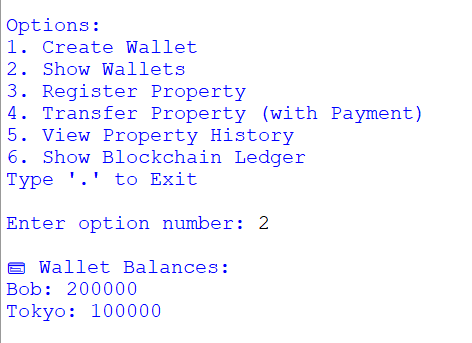 Options:
1. Create Wallet
2. Show Wallets
3. Register Property
4. Transfer Property (with Payment)
5. View Property History
6. Show Blockchain Ledger
Type '.' to Exit
Enter option number: 2
💳 Wallet Balances:
Bob: 200000
Tokyo: 100000